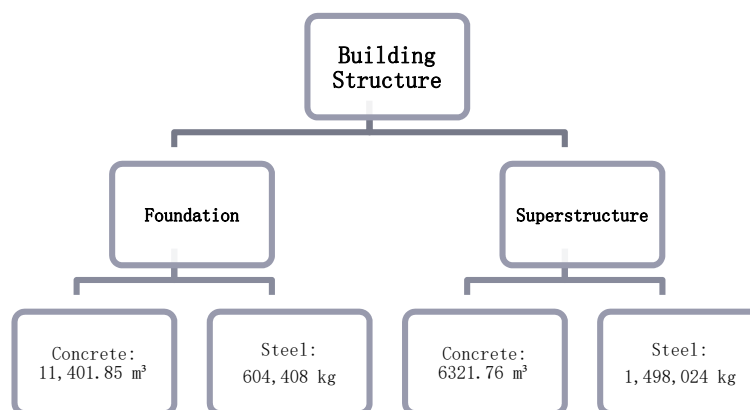 Building
Structure
Foundation
Superstructure
Concrete:
11,401.85 m³
Steel:
604,408 kg
Concrete:
6321.76 m³
Steel:
1,498,024 kg